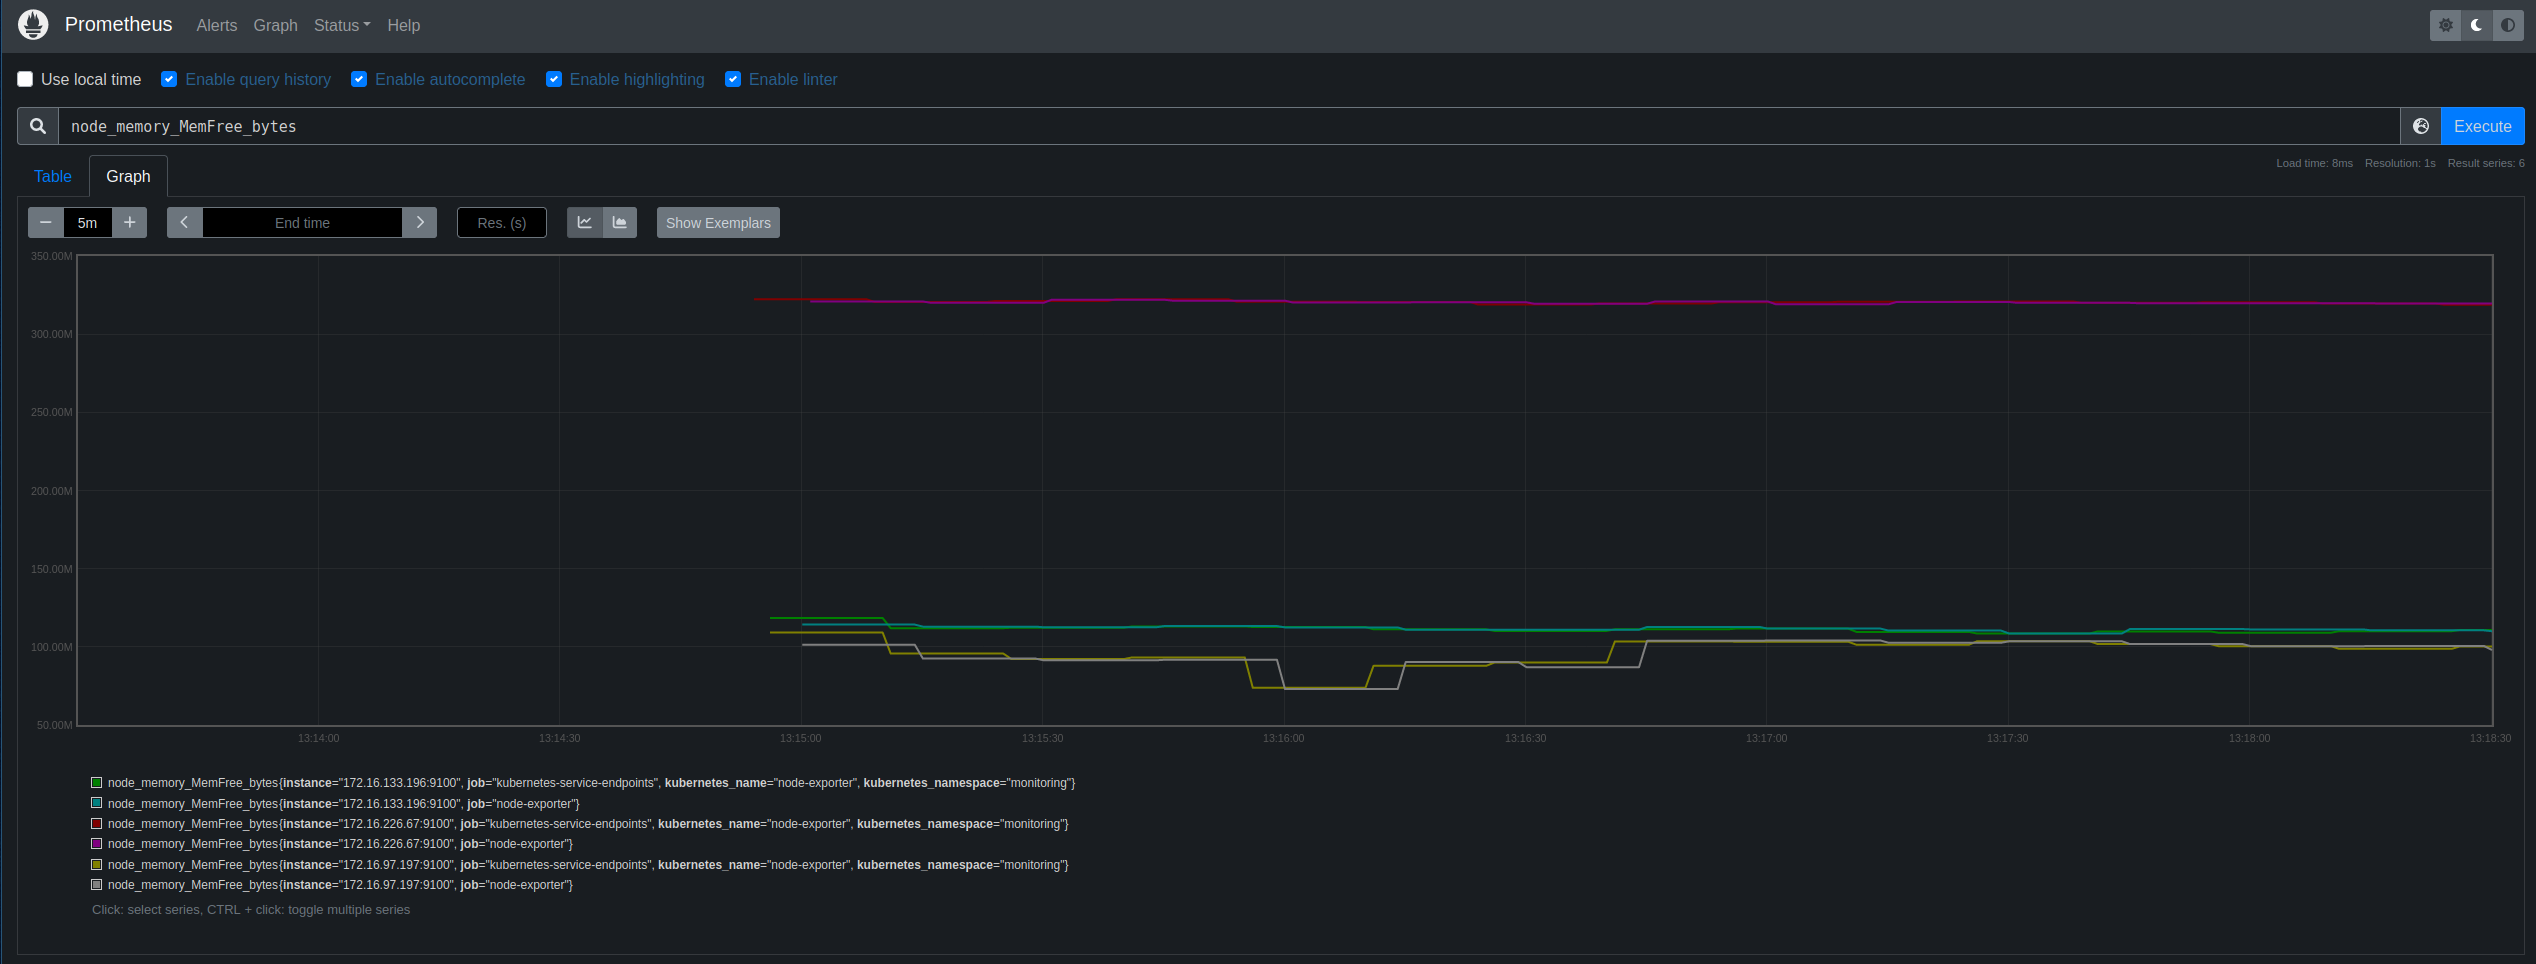 Prometheus Alerts Graph Status Help
Use local time Enable query history Enable autocomplete Enable highlighting Enable linter
node_memory_MemFree_bytes Execute
Table Graph Load time: 8ms Resolution: 1s Result series: 6
5m End time Res. (s) Show Exemplars
350.00M
300.00M
250.00M
200.00M
150.00M
100.00M
50.00M
13:14:00 13:14:30 13:15:00 13:15:30 13:16:00 13:16:30 13:17:00 13:17:30 13:18:00 13:18:30
node_memory_MemFree_bytes{instance="172.16.133.196:9100", job="kubernetes-service-endpoints", kubernetes_name="node-exporter", kubernetes_namespace="monitoring"}
node_memory_MemFree_bytes{instance="172.16.133.196:9100", job="node-exporter"}
node_memory_MemFree_bytes{instance="172.16.226.67:9100", job="kubernetes-service-endpoints", kubernetes_name="node-exporter", kubernetes_namespace="monitoring"}
node_memory_MemFree_bytes{instance="172.16.226.67:9100", job="node-exporter"}
node_memory_MemFree_bytes{instance="172.16.97.197:9100", job="kubernetes-service-endpoints", kubernetes_name="node-exporter", kubernetes_namespace="monitoring"}
node_memory_MemFree_bytes{instance="172.16.97.197:9100", job="node-exporter"}
Click: select series, CTRL + click: toggle multiple series